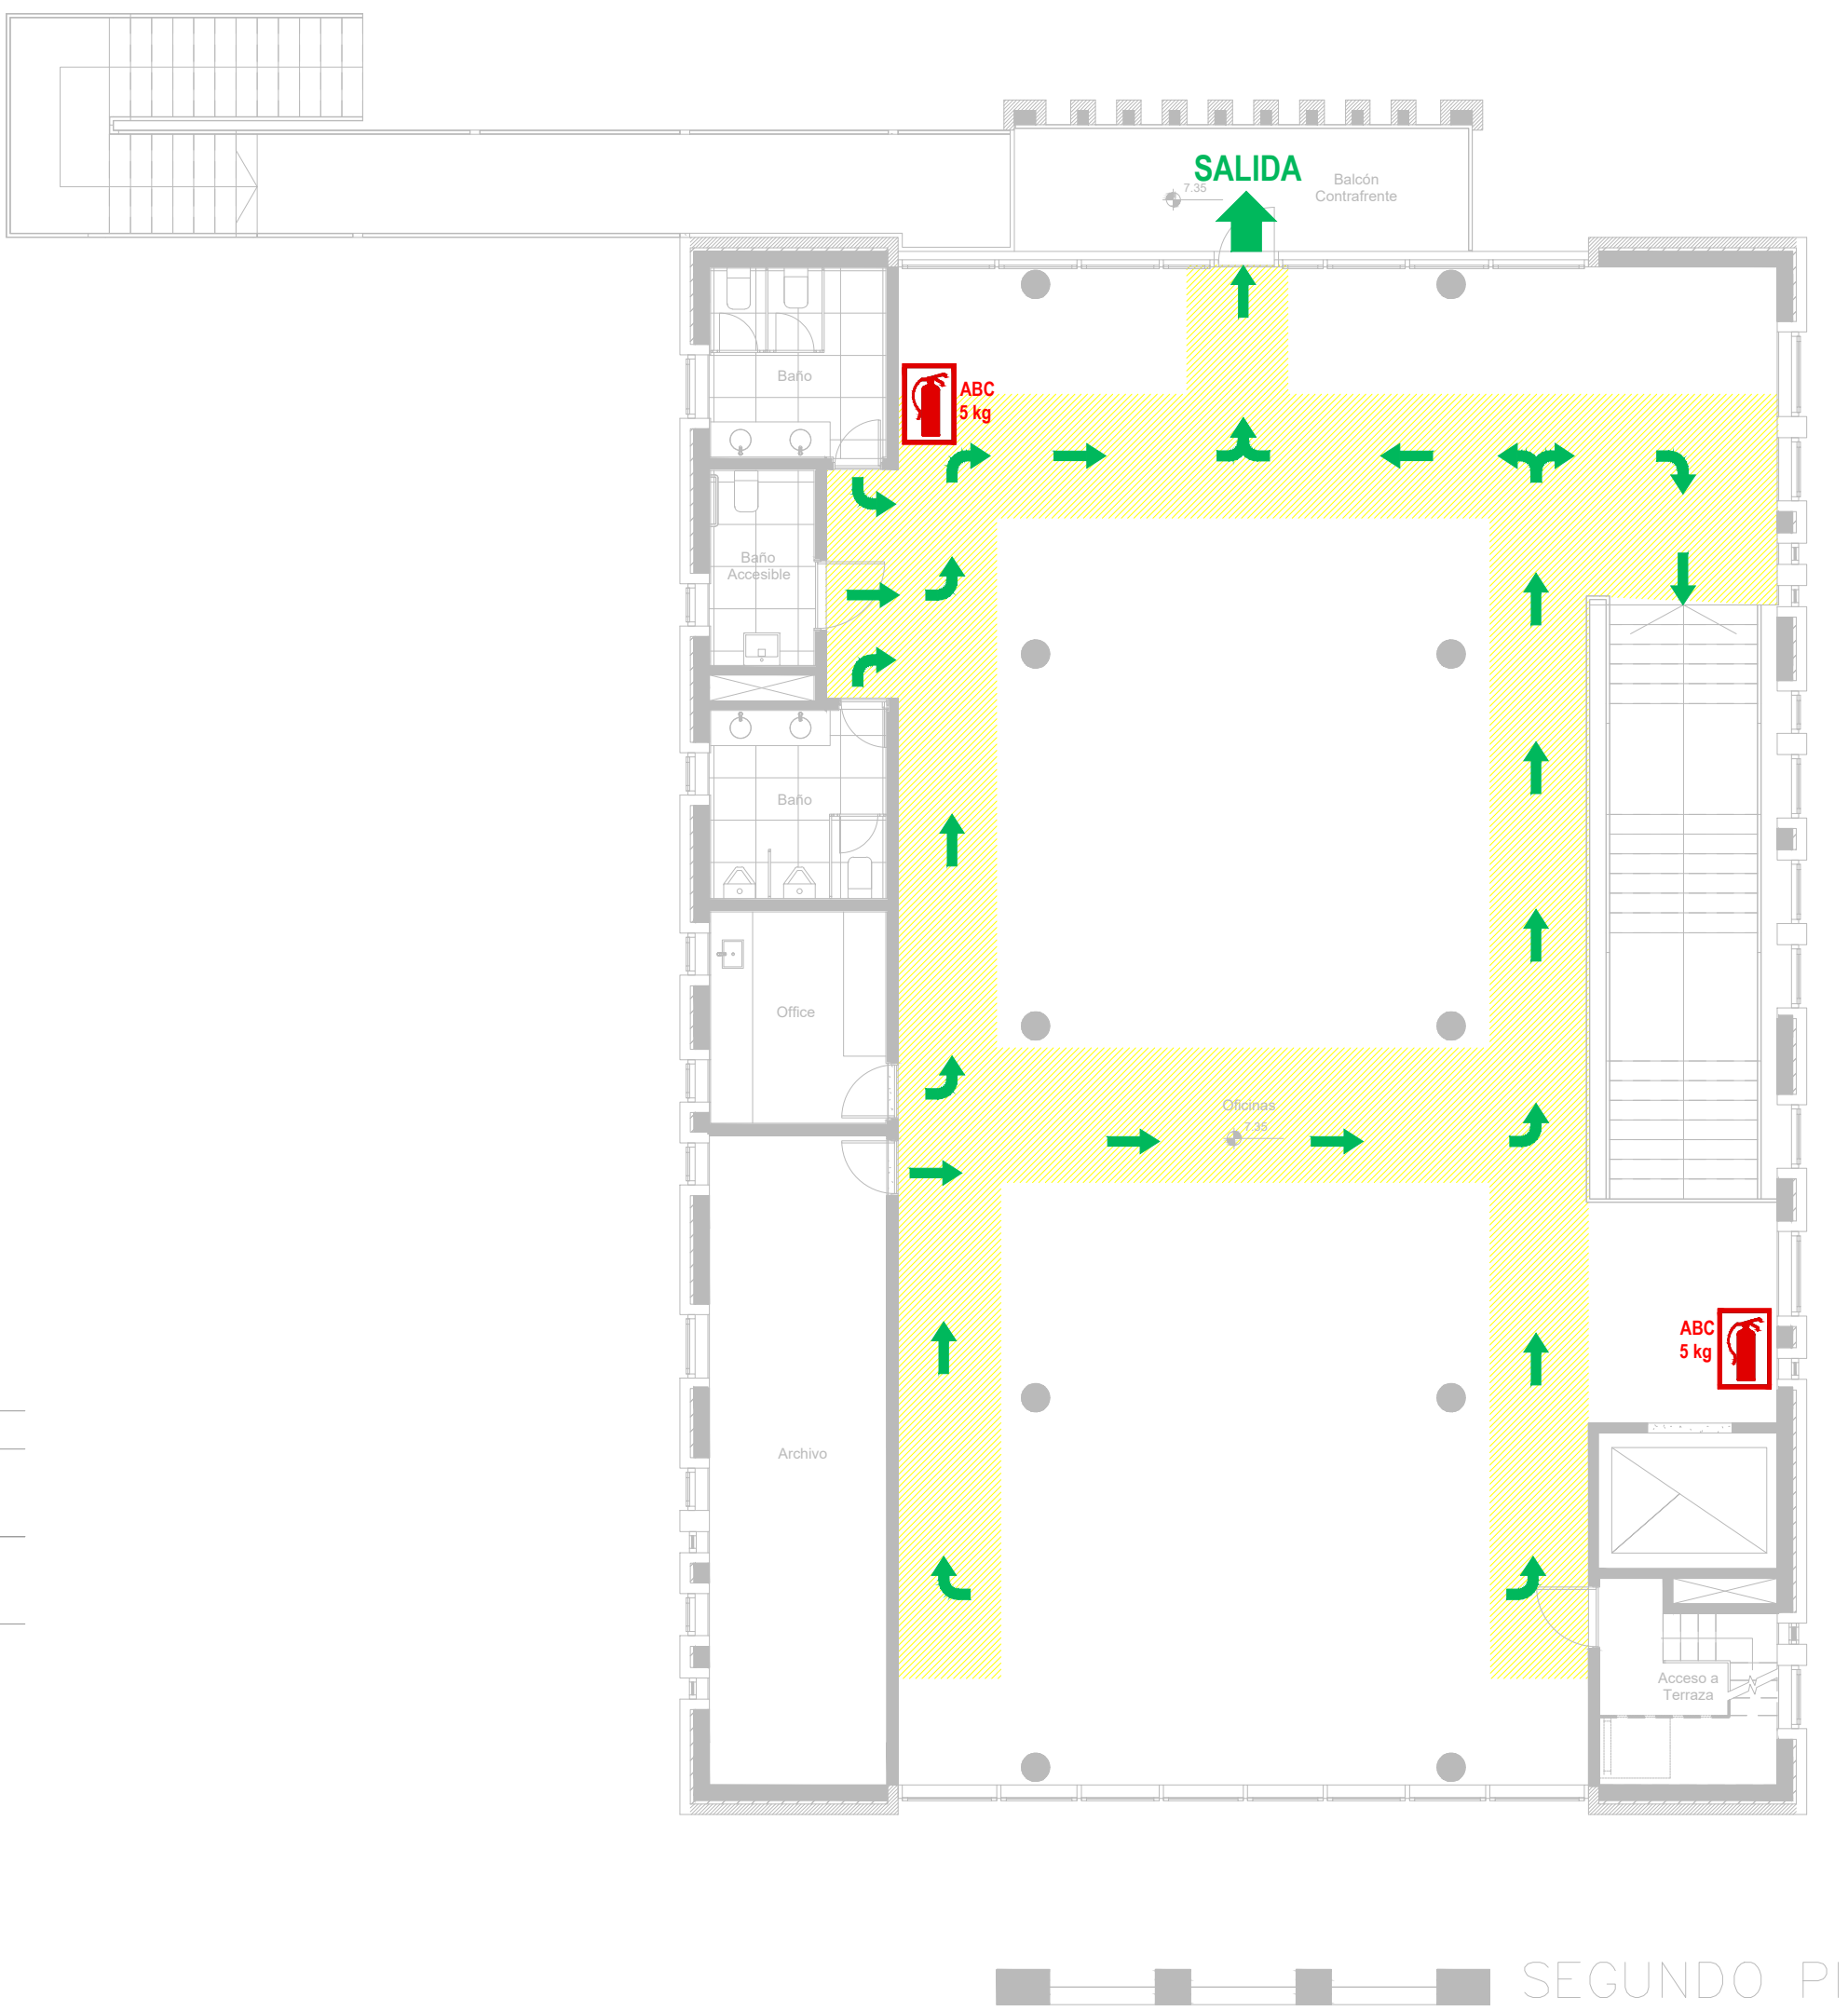 SALIDA
7.35
Balcón
Contrafrente
Baño
ABC
5 kg
Baño
Accesible
Baño
Office
Oficinas
7.35
ABC
5 kg
Archivo
Acceso a
Terraza
SEGUNDO